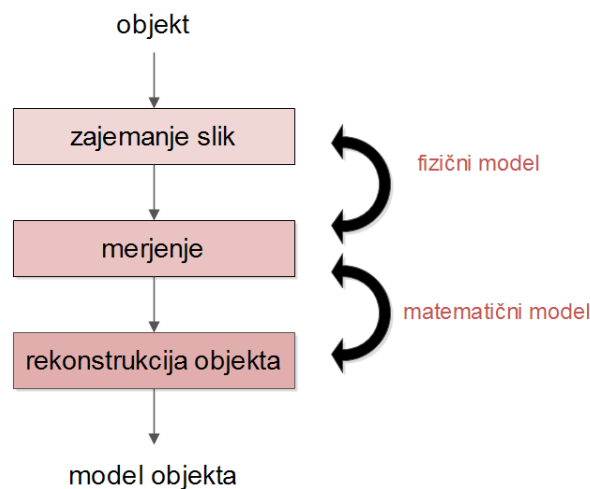 objekt
zajemanje slik
fizični model
merjenje
matematični model
rekonstrukcija objekta
model objekta